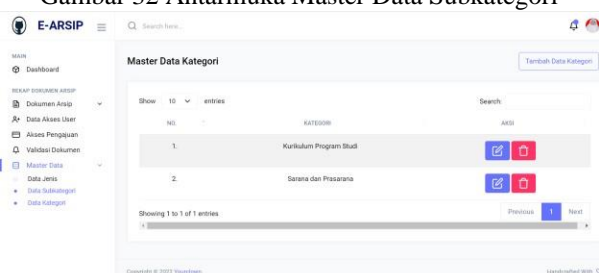 Gambar 32 Antarmuka Master Data Subkategori
E-ARSIP
Search here...
MAIN
Dashboard
REKAP DOKUMEN ARSIP
Dokumen Arsip
Data Akses User
Akses Pengajuan
Validasi Dokumen
Master Data
Data Jenis
Data Subkategori
Data Kategori
Master Data Kategori
Tambah Data Kategori
Show 10 entries
Search:
NO. KATEGORI AKSI
1. Kurikulum Program Studi
2. Sarana dan Prasarana
Showing 1 to 1 of 1 entries
Previous 1 Next
Copyright © 2022